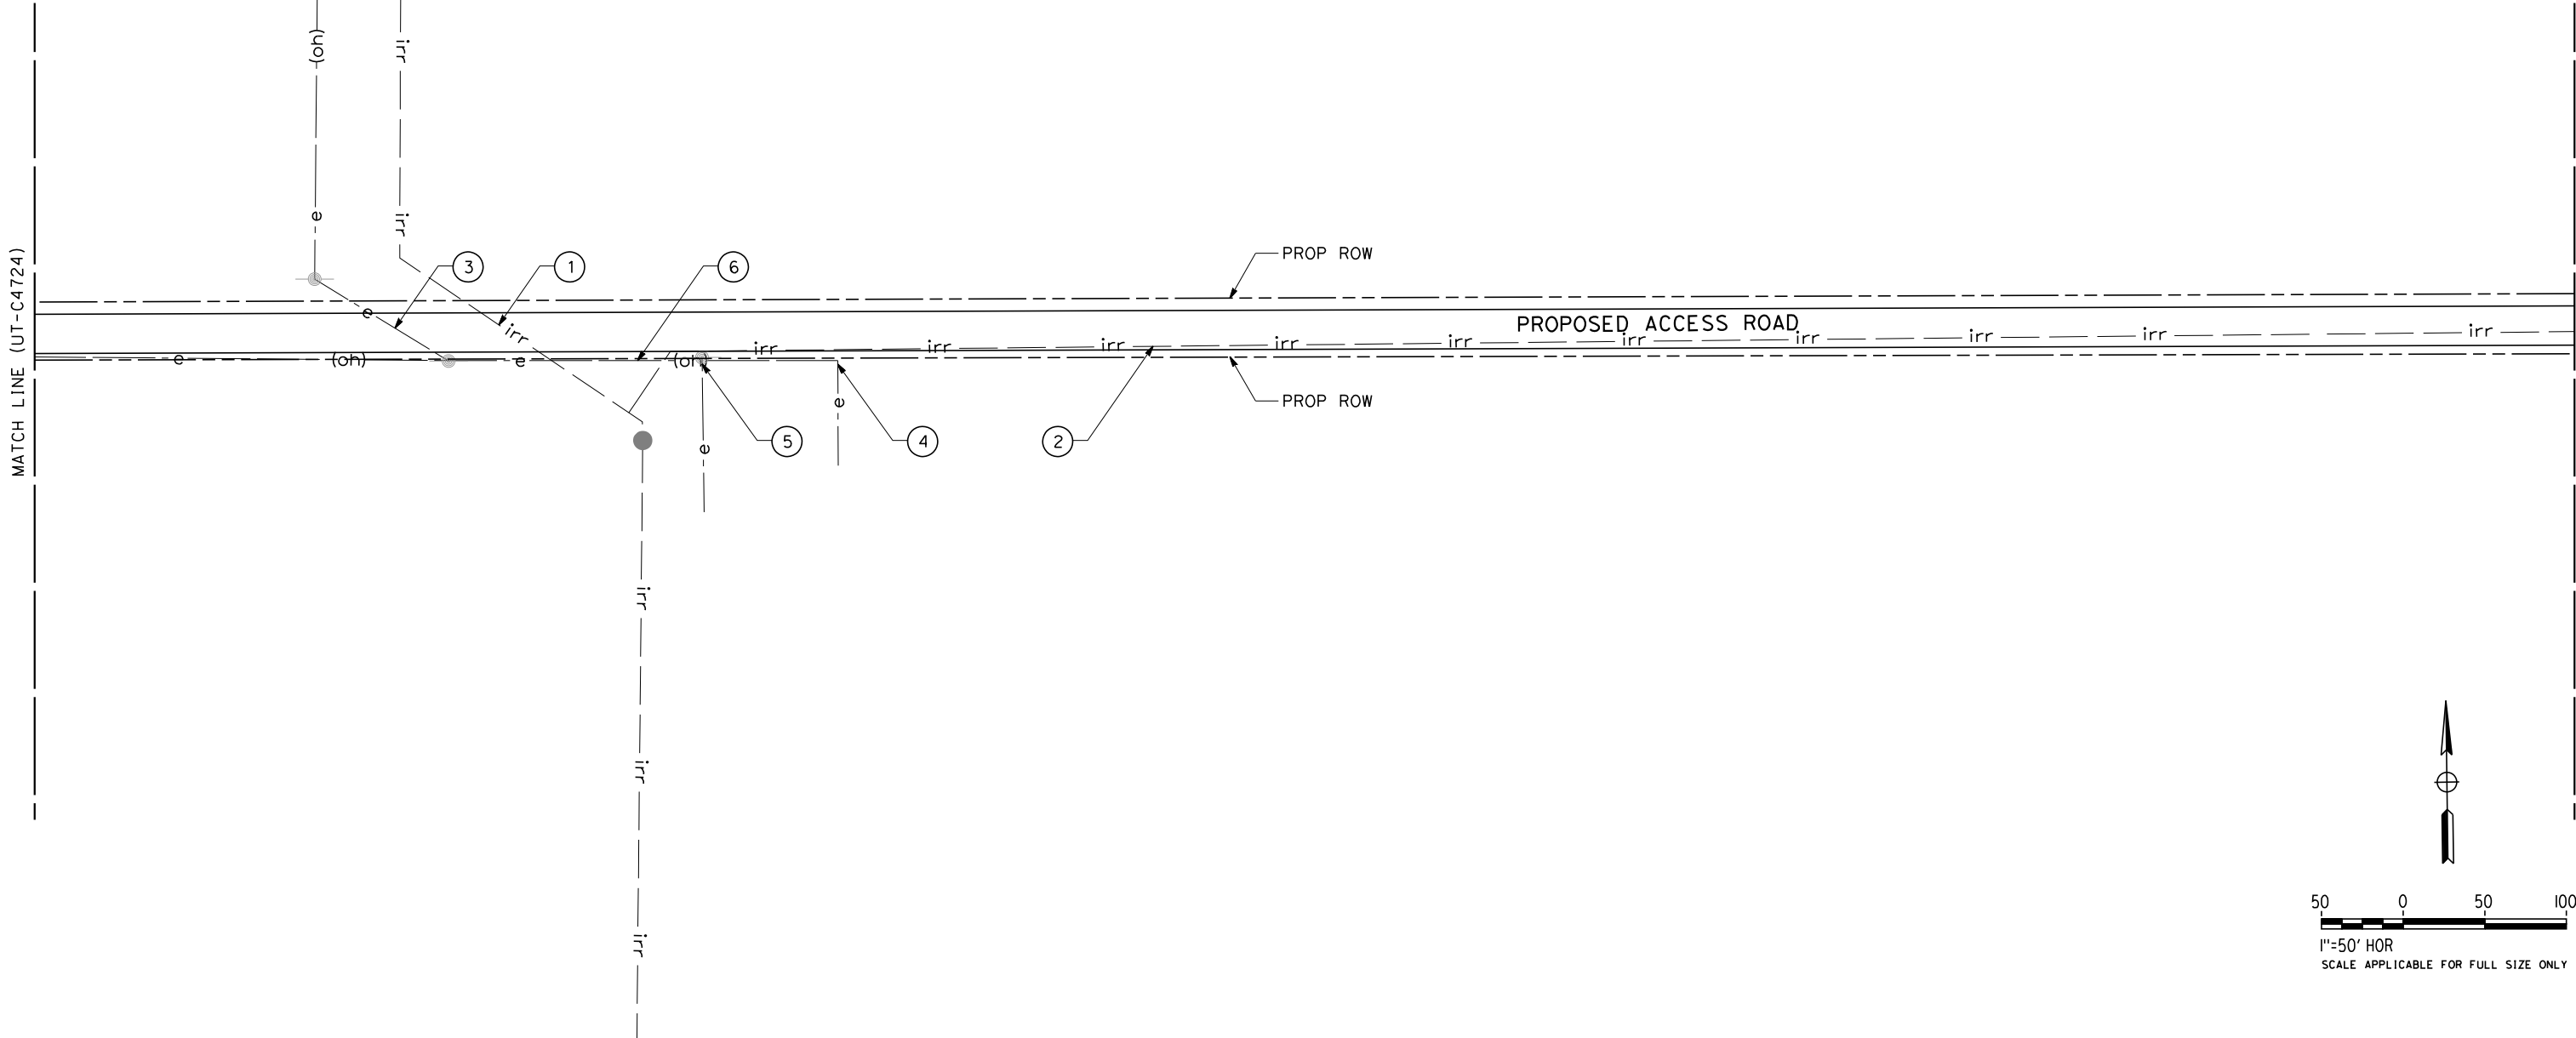 (oh)
irr
e
irr
3
1
6
PROP ROW
e
irr
PROPOSED ACCESS ROAD
irr
irr
irr
irr
irr
irr
irr
irr
irr
irr
e
(oh)
e
(oh)
MATCH LINE (UT-C4724)
e
PROP ROW
e
5
4
2
irr
irr
irr
50 0 50 100
1"=50' HOR
SCALE APPLICABLE FOR FULL SIZE ONLY